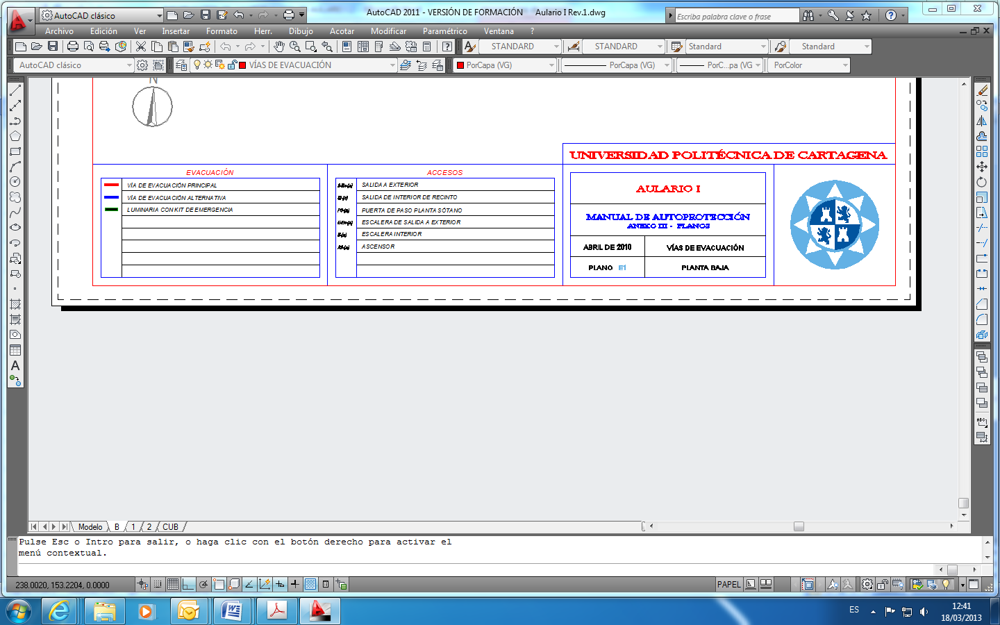 AutoCAD clásico
AutoCAD 2011 - VERSIÓN DE FORMACIÓN Aulario I Rev.1.dwg
Escriba palabra clave o frase
Archivo Edición Ver Insertar Formato Herr. Dibujo Acotar Modificar Paramétrico Ventana ?
STANDARD STANDARD Standard Standard
AutoCAD clásico VÍAS DE EVACUACIÓN PorCapa (VG) PorCapa (VG) PorC...pa (VG PorColor
N
UNIVERSIDAD POLITÉCNICA DE CARTAGENA
EVACUACIÓN
VÍA DE EVACUACIÓN PRINCIPAL
VÍA DE EVACUACIÓN ALTERNATIVA
LUMINARIA CON KIT DE EMERGENCIA
ACCESOS
SALIDA A EXTERIOR
SALIDA DE INTERIOR DE RECINTO
PUERTA DE PASO PLANTA SÓTANO
ESCALERA DE SALIDA A EXTERIOR
ESCALERA INTERIOR
ASCENSOR
AULARIO I
MANUAL DE AUTOPROTECCIÓN
ANEXO III - PLANOS
ABRIL DE 2010 VÍAS DE EVACUACIÓN
PLANO E1 PLANTA BAJA
Modelo B 1 2 CUB
Pulse Esc o Intro para salir, o haga clic con el botón derecho para activar el
menú contextual.
238.0020, 153.2204, 0.0000 PAPEL
ES
12:41
18/03/2013